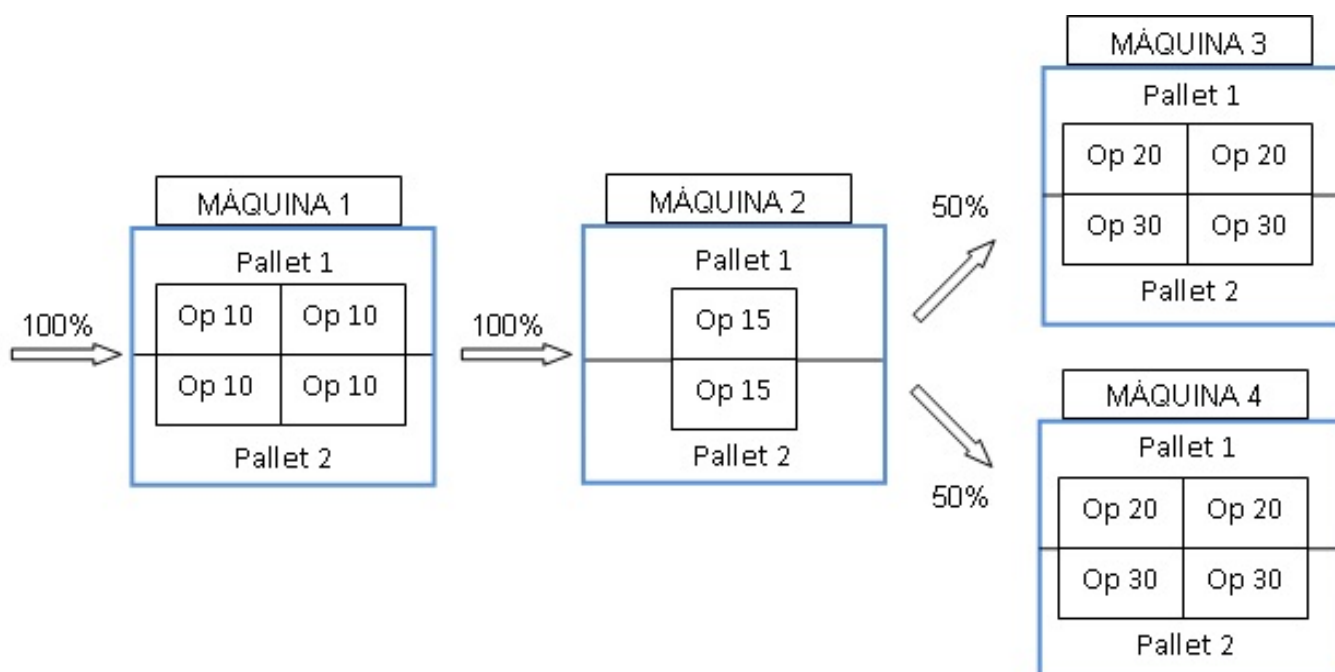 100%
MÁQUINA 1
Pallet 1
Op 10 Op 10
Op 10 Op 10
Pallet 2
100%
MÁQUINA 2
Pallet 1
Op 15
Op 15
Pallet 2
50%
50%
MÁQUINA 3
Pallet 1
Op 20 Op 20
Op 30 Op 30
Pallet 2
MÁQUINA 4
Pallet 1
Op 20 Op 20
Op 30 Op 30
Pallet 2